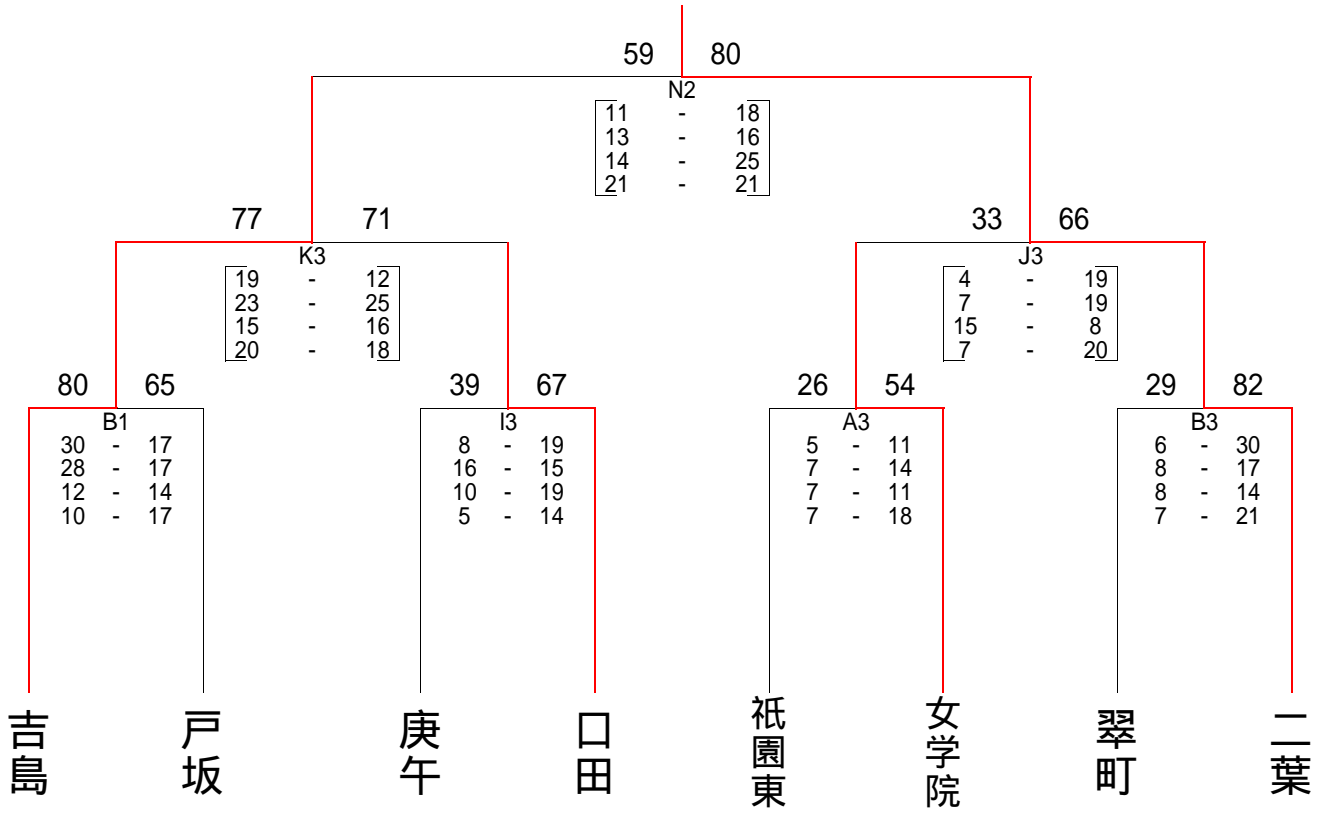 59 80
N2
11 - 18
13 - 16
14 - 25
21 - 21
77 71
K3
19 - 12
23 - 25
15 - 16
20 - 18
33 66
J3
4 - 19
7 - 19
15 - 8
7 - 20
80 65
B1
30 - 17
28 - 17
12 - 14
10 - 17
39 67
I3
8 - 19
16 - 15
10 - 19
5 - 14
26 54
A3
5 - 11
7 - 14
7 - 11
7 - 18
29 82
B3
6 - 30
8 - 17
8 - 14
7 - 21
吉島
戸坂
庚午
口田
祇園東
女学院
翠町
二葉